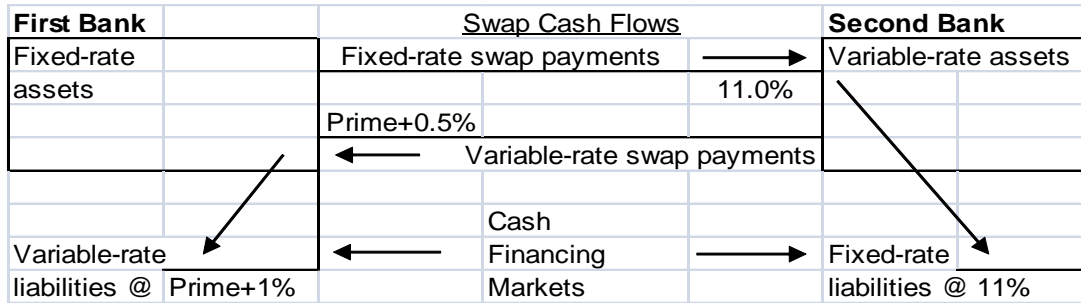 First Bank Swap Cash Flows Second Bank
Fixed-rate Fixed-rate swap payments Variable-rate assets
assets 11.0%
Prime+0.5%
Variable-rate swap payments
Cash
Variable-rate Financing Fixed-rate
liabilities @ Prime+1% Markets liabilities @ 11%